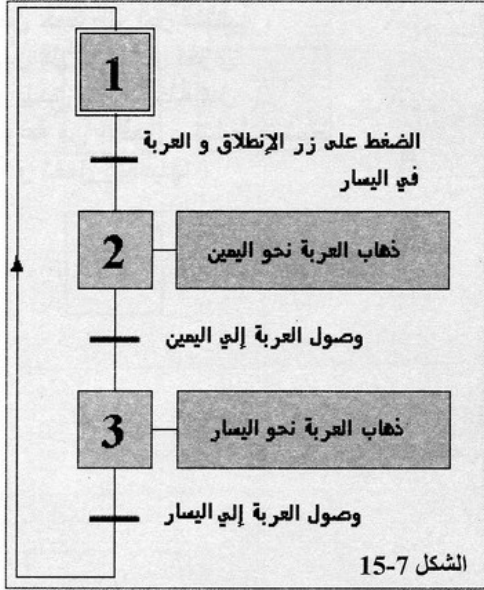 1
الضغط على زر الإنطلاق و العربة
في اليسار
2
ذهاب العربة نحو اليمين
وصول العربة إلي اليمين
3
ذهاب العربة نحو اليسار
وصول العربة إلي اليسار
الشكل 7-15